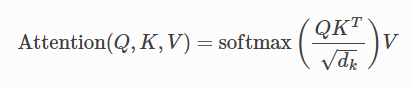 Attention(Q, K, V) = softmax(QK^T / √d_k)V